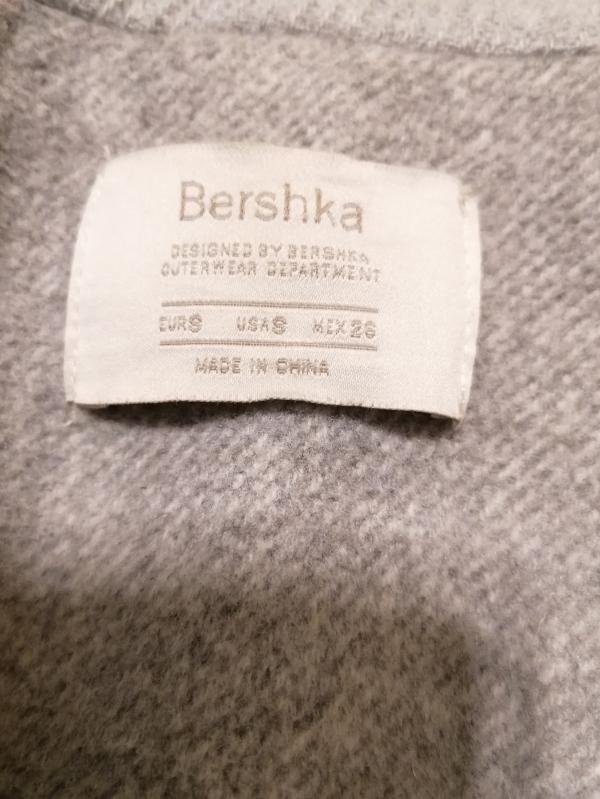 Bershka
DESIGNED BY BERSHKA
OUTERWEAR DEPARTMENT
EUR S USA S MEX 26
MADE IN CHINA